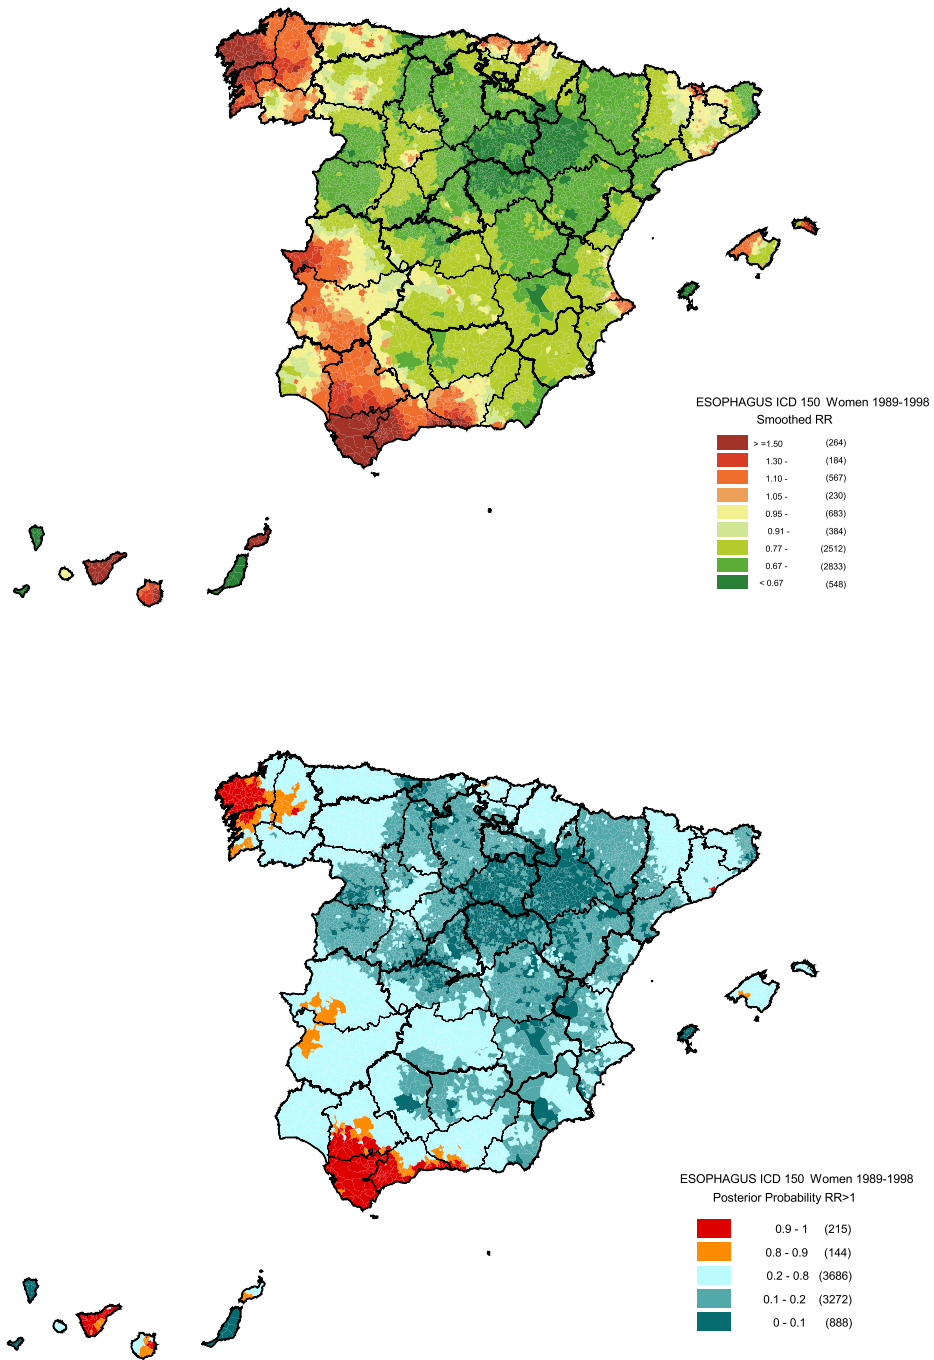 ESOPHAGUS ICD 150 Women 1989-1998
Smoothed RR
> =1.50 (264)
1.30 - (184)
1.10 - (567)
1.05 - (230)
0.95 - (683)
0.91 - (384)
0.77 - (2512)
0.67 - (2833)
< 0.67 (548)
ESOPHAGUS ICD 150 Women 1989-1998
Posterior Probability RR>1
0.9 - 1 (215)
0.8 - 0.9 (144)
0.2 - 0.8 (3686)
0.1 - 0.2 (3272)
0 - 0.1 (888)